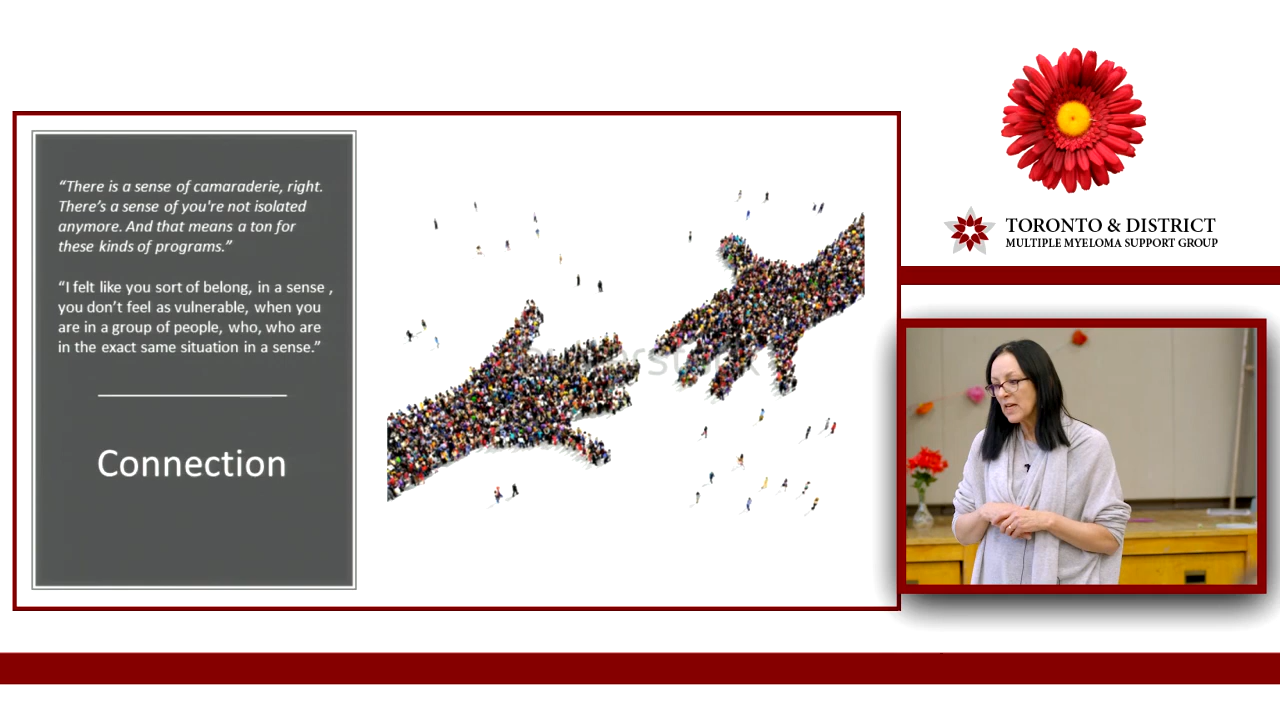 “There is a sense of camaraderie, right.
There’s a sense of you're not isolated
anymore. And that means a ton for
these kinds of programs.”
“I felt like you sort of belong, in a sense ,
you don’t feel as vulnerable, when you
are in a group of people, who, who are
in the exact same situation in a sense.”
Connection
TORONTO & DISTRICT
MULTIPLE MYELOMA SUPPORT GROUP